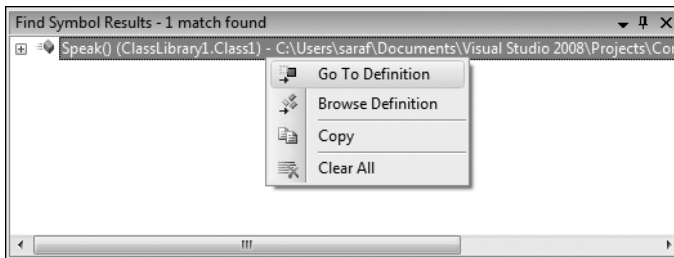 Find Symbol Results - 1 match found
Speak() (ClassLibrary1.Class1) - C:\Users\saraf\Documents\Visual Studio 2008\Projects\Cor
Go To Definition
Browse Definition
Copy
Clear All